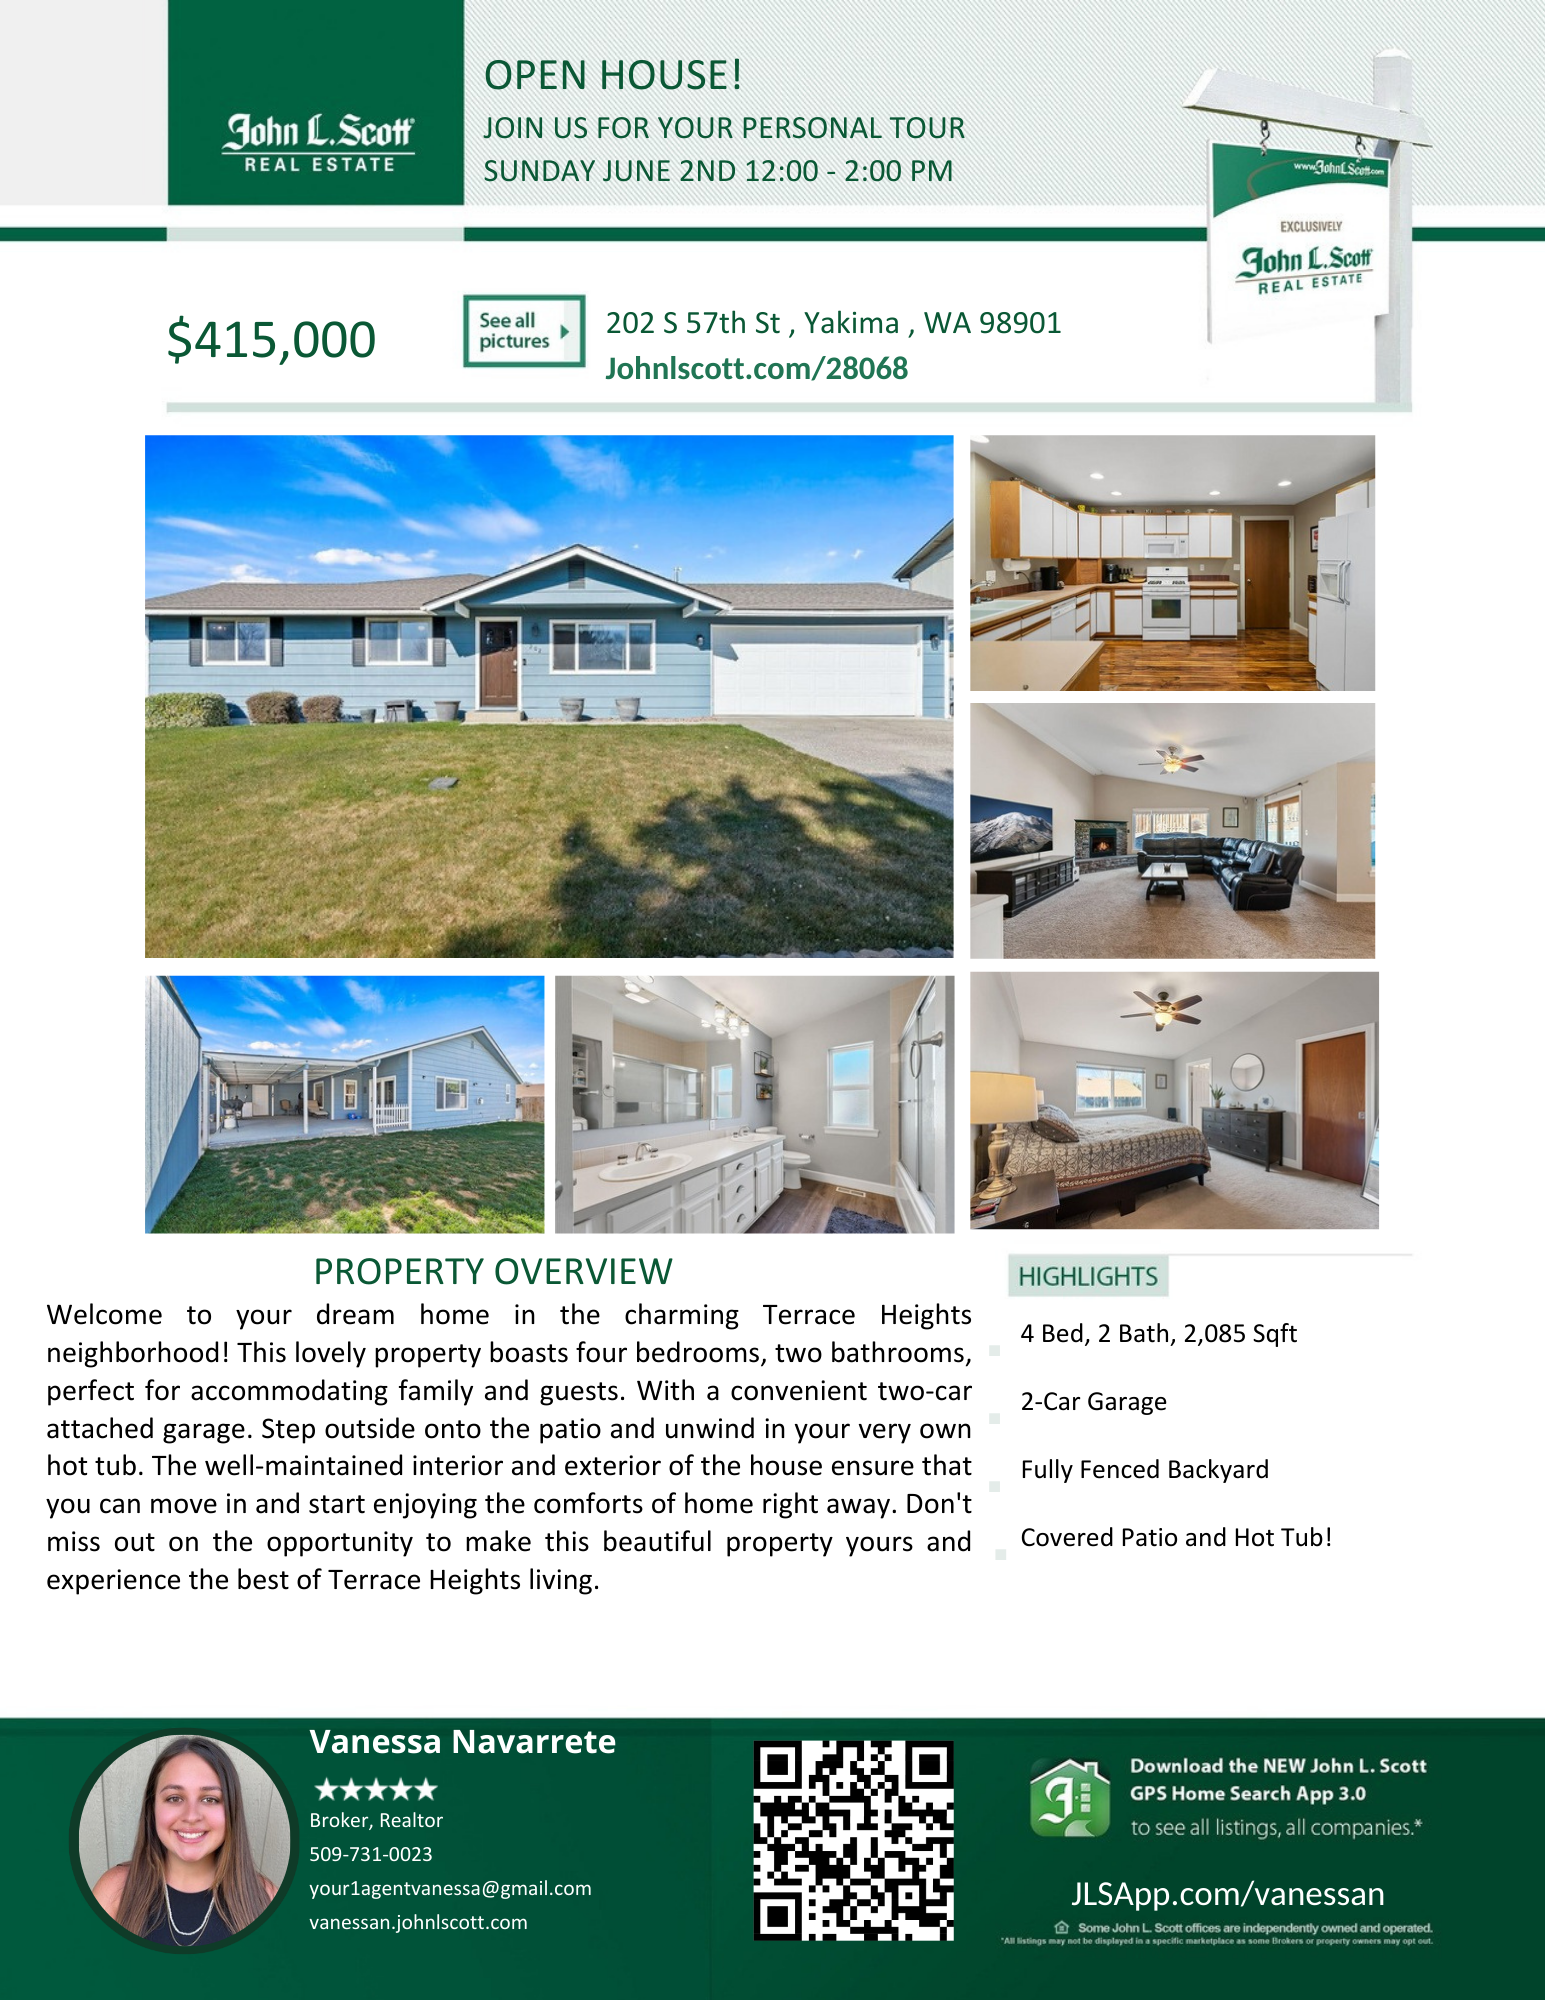 John L. Scott
REAL ESTATE
OPEN HOUSE!
JOIN US FOR YOUR PERSONAL TOUR
SUNDAY JUNE 2ND 12:00 - 2:00 PM
www.JohnLScott.com
EXCLUSIVELY
John L. Scott
REAL ESTATE
$415,000
See all
pictures
202 S 57th St , Yakima , WA 98901
Johnlscott.com/28068
PROPERTY OVERVIEW
Welcome to your dream home in the charming Terrace Heights
neighborhood! This lovely property boasts four bedrooms, two bathrooms,
perfect for accommodating family and guests. With a convenient two-car
attached garage. Step outside onto the patio and unwind in your very own
hot tub. The well-maintained interior and exterior of the house ensure that
you can move in and start enjoying the comforts of home right away. Don't
miss out on the opportunity to make this beautiful property yours and
experience the best of Terrace Heights living.
HIGHLIGHTS
4 Bed, 2 Bath, 2,085 Sqft
2-Car Garage
Fully Fenced Backyard
Covered Patio and Hot Tub!
Vanessa Navarrete
★★★★★
Broker, Realtor
509-731-0023
your1agentvanessa@gmail.com
vanessan.johnlscott.com
Download the NEW John L. Scott
GPS Home Search App 3.0
to see all listings, all companies.*
JLSApp.com/vanessan
Some John L. Scott offices are independently owned and operated.
*All listings may not be displayed in a specific marketplace as some Brokers or property owners may opt out.